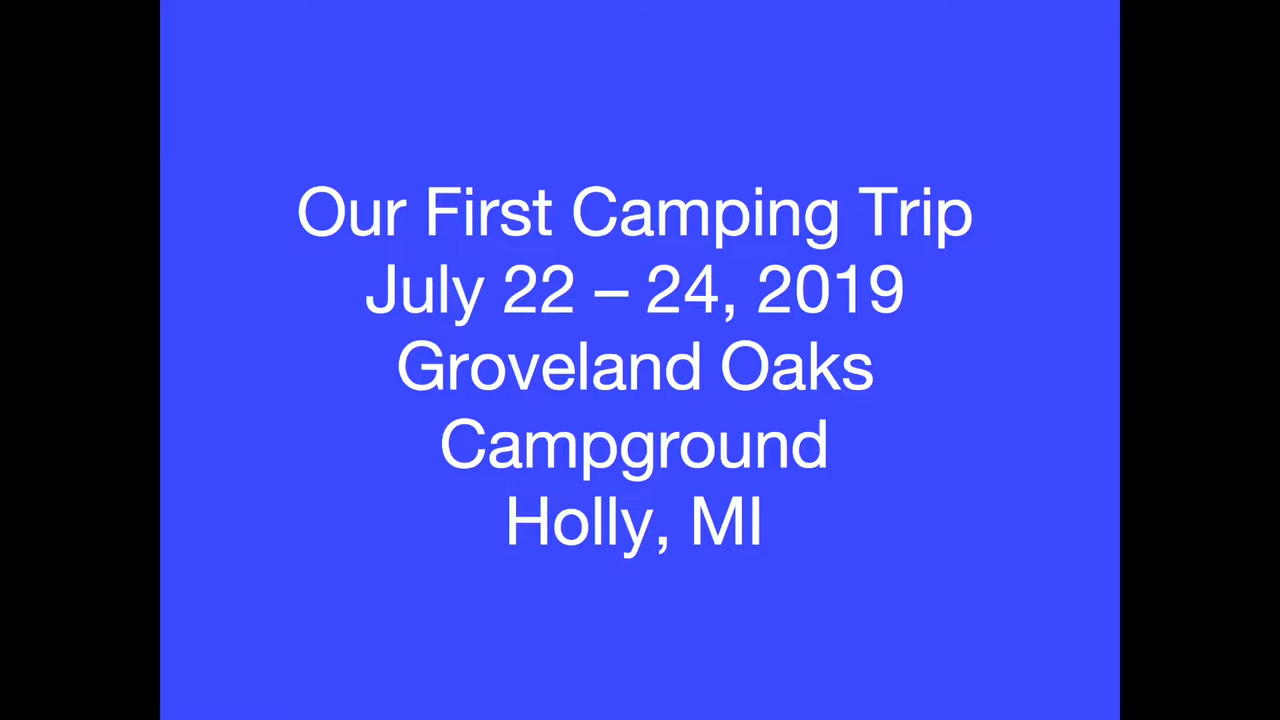 Our First Camping Trip
July 22 – 24, 2019
Groveland Oaks
Campground
Holly, MI